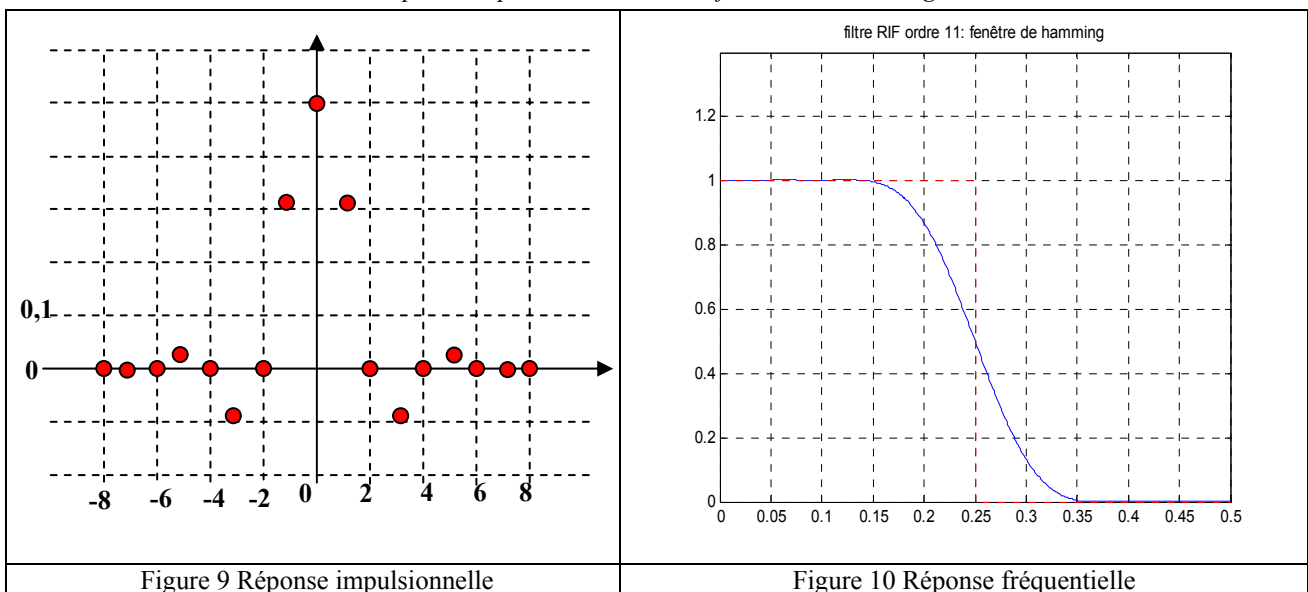 0,1
0
-8 -6 -4 -2 0 2 4 6 8
Figure 9 Réponse impulsionnelle
filtre RIF ordre 11: fenêtre de hamming
1.2
1
0.8
0.6
0.4
0.2
0
0 0.05 0.1 0.15 0.2 0.25 0.3 0.35 0.4 0.45 0.5
Figure 10 Réponse fréquentielle